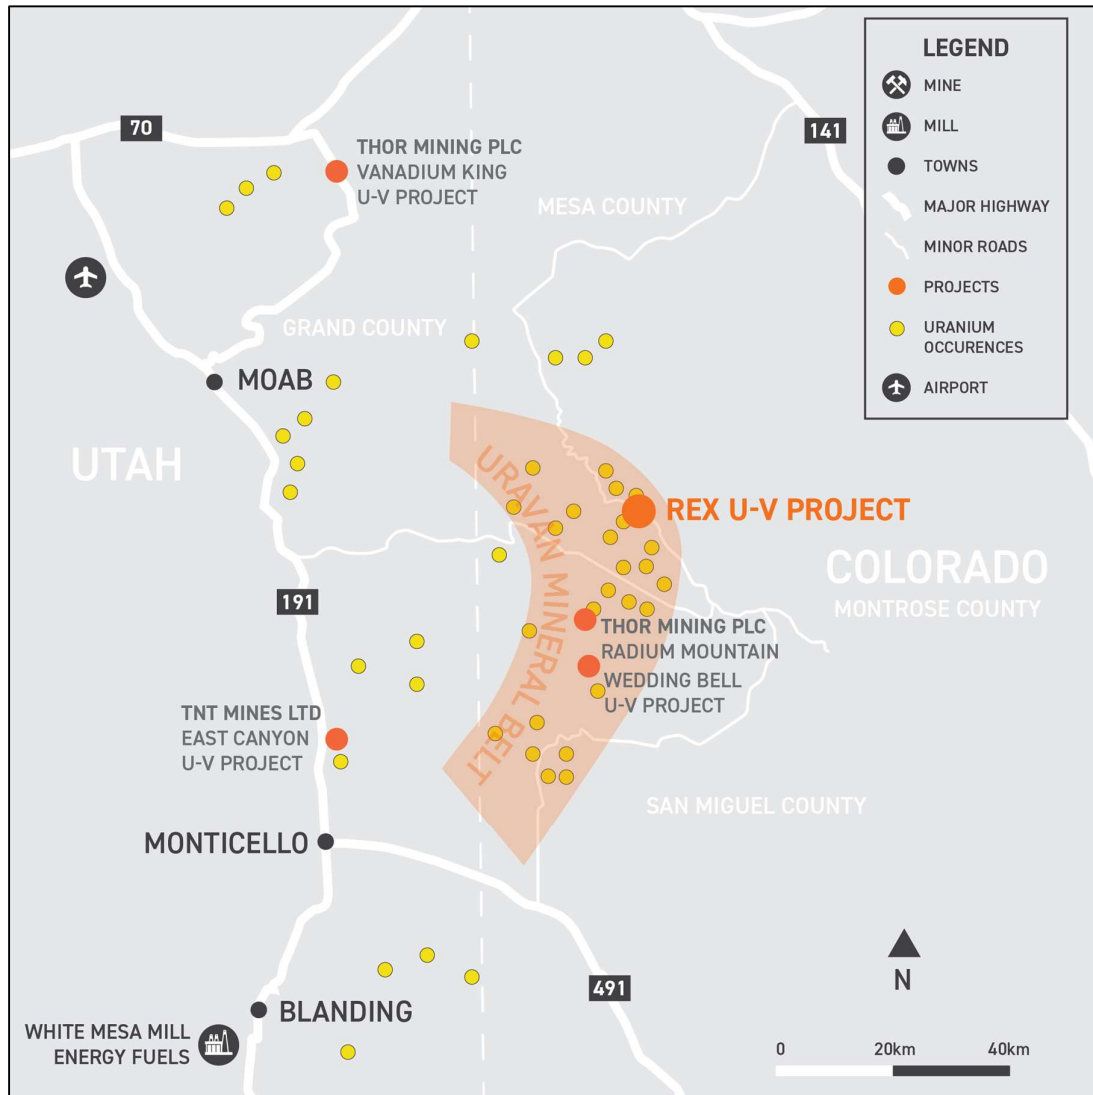 LEGEND
MINE
MILL
TOWNS
MAJOR HIGHWAY
MINOR ROADS
PROJECTS
URANIUM
OCCURENCES
AIRPORT
70
141
THOR MINING PLC
VANADIUM KING
U-V PROJECT
MESA COUNTY
GRAND COUNTY
MOAB
UTAH
URAVAN MINERAL BELT
REX U-V PROJECT
COLORADO
MONTROSE COUNTY
191
THOR MINING PLC
RADIUM MOUNTAIN
WEDDING BELL
U-V PROJECT
TNT MINES LTD
EAST CANYON
U-V PROJECT
SAN MIGUEL COUNTY
MONTICELLO
491
N
BLANDING
WHITE MESA MILL
ENERGY FUELS
0 20km 40km